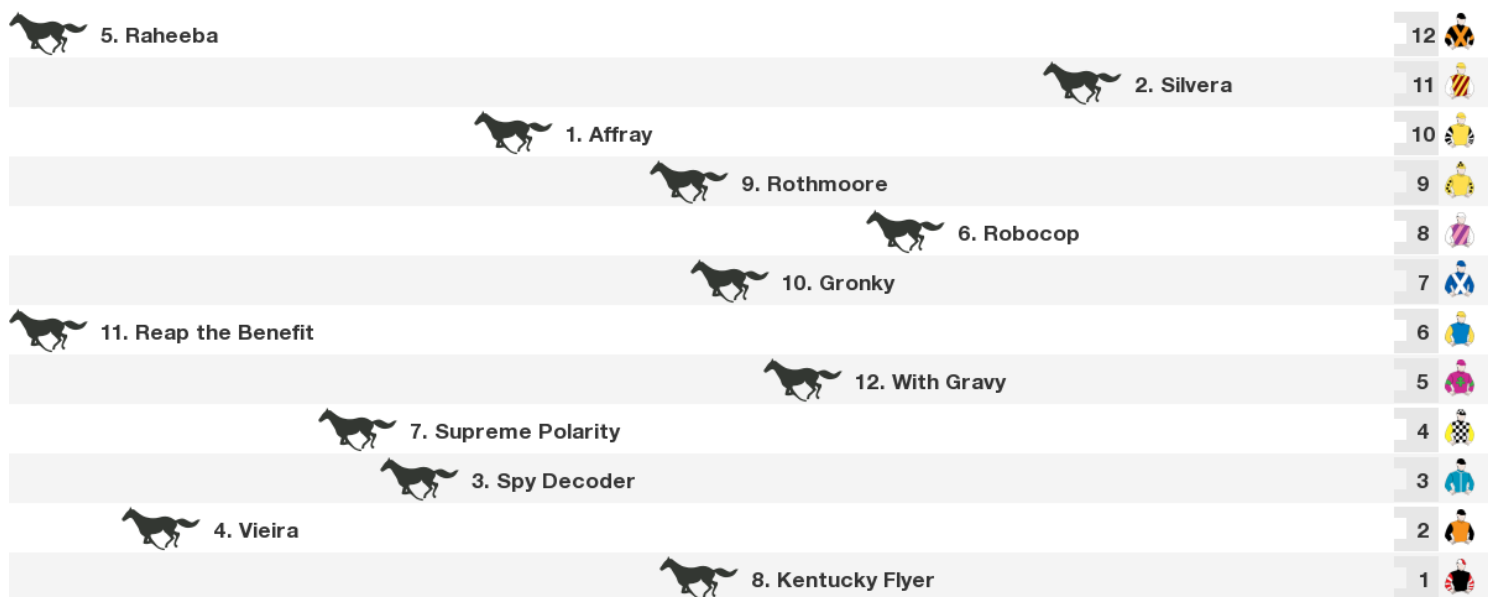 5. Raheeba 12
2. Silvera 11
1. Affray 10
9. Rothmoore 9
6. Robocop 8
10. Gronky 7
11. Reap the Benefit 6
12. With Gravy 5
7. Supreme Polarity 4
3. Spy Decoder 3
4. Vieira 2
8. Kentucky Flyer 1